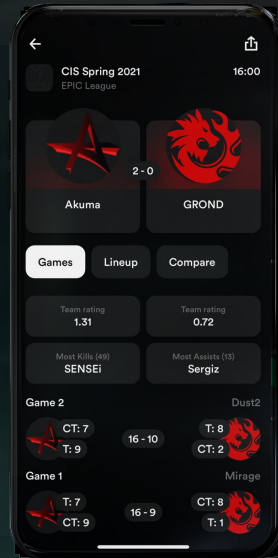 CIS Spring 2021 16:00
EPIC League
2 - 0
Akuma GROND
Games Lineup Compare
Team rating Team rating
1.31 0.72
Most Kills (49) Most Assists (13)
SENSEi Sergiz
Game 2 Dust2
CT: 7 T: 8
16 - 10
T: 9 CT: 2
Game 1 Mirage
T: 7 CT: 8
16 - 9
CT: 9 T: 1